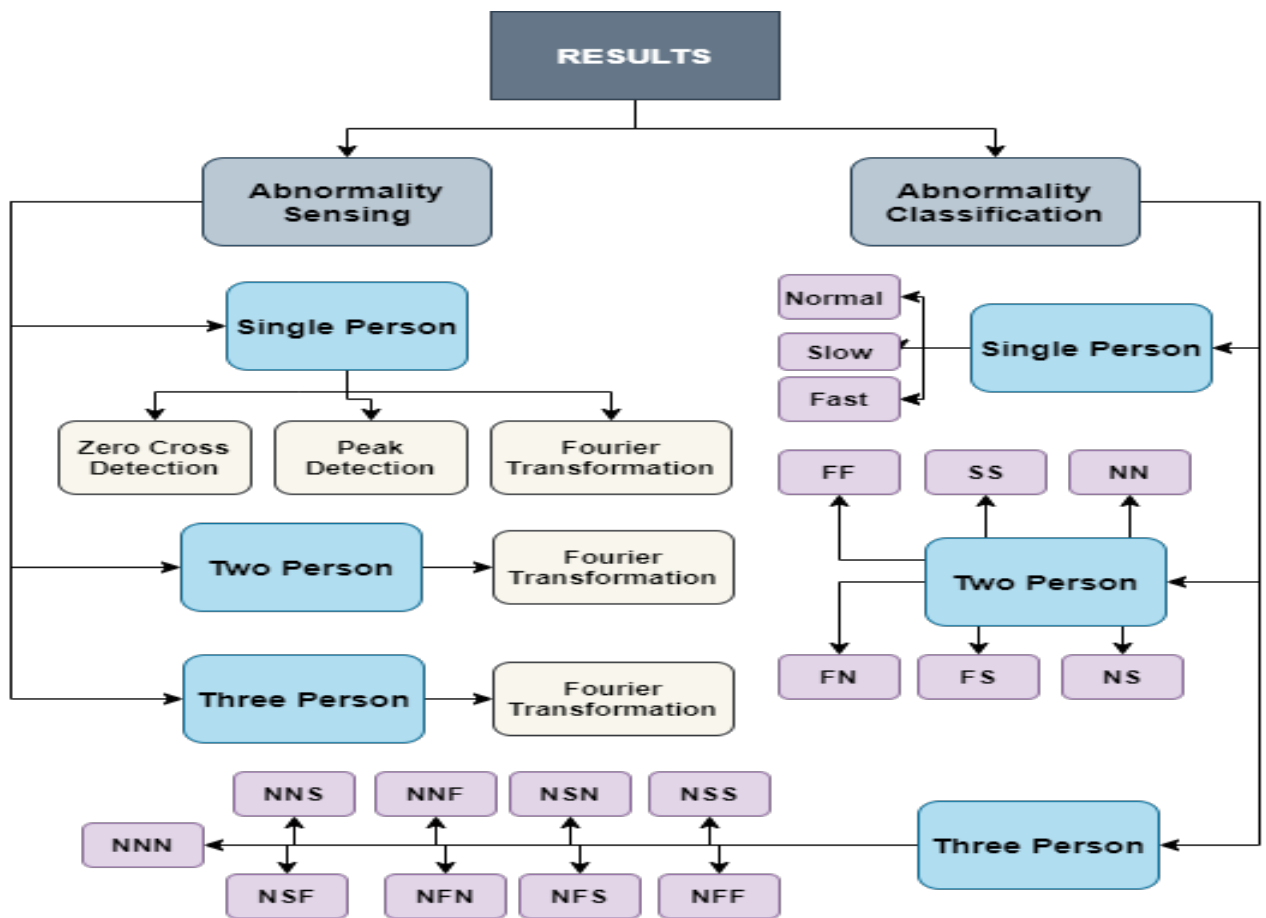 RESULTS
Abnormality
Sensing
Abnormality
Classification
Single Person
Zero Cross
Detection
Peak
Detection
Fourier
Transformation
Two Person
Fourier
Transformation
Three Person
Fourier
Transformation
Normal
Slow
Fast
Single Person
FF
SS
NN
Two Person
FN
FS
NS
NNS
NNF
NSN
NSS
NNN
Three Person
NSF
NFN
NFS
NFF